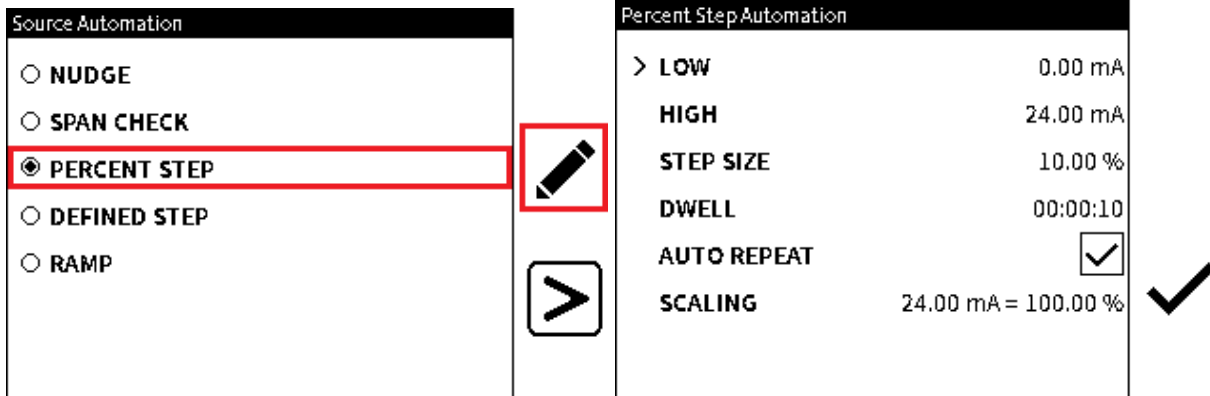 Source Automation
NUDGE
SPAN CHECK
PERCENT STEP
DEFINED STEP
RAMP
Percent Step Automation
> LOW 0.00 mA
HIGH 24.00 mA
STEP SIZE 10.00 %
DWELL 00:00:10
AUTO REPEAT
SCALING 24.00 mA = 100.00 %